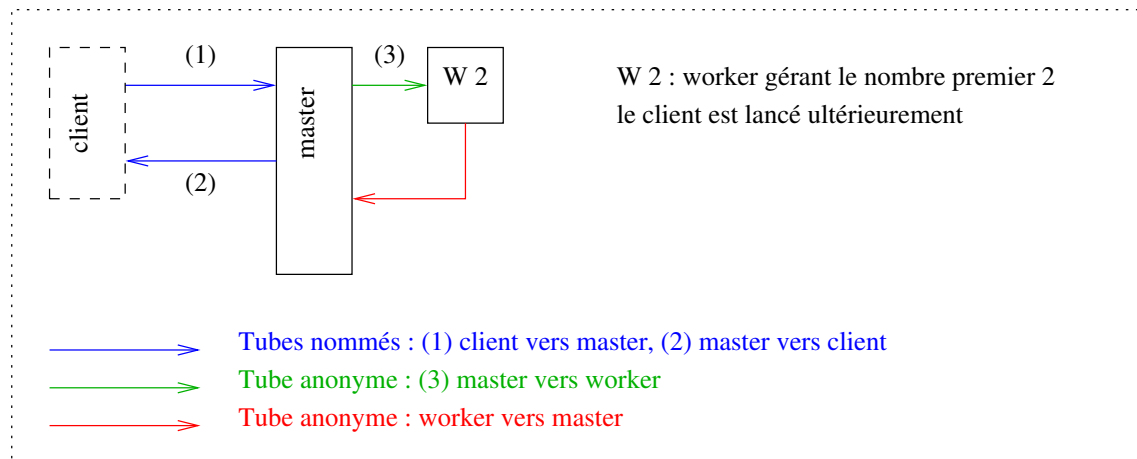 (1)
(3)
client
master
W 2
(2)
W 2 : worker gérant le nombre premier 2
le client est lancé ultérieurement
Tubes nommés : (1) client vers master, (2) master vers client
Tube anonyme : (3) master vers worker
Tube anonyme : worker vers master